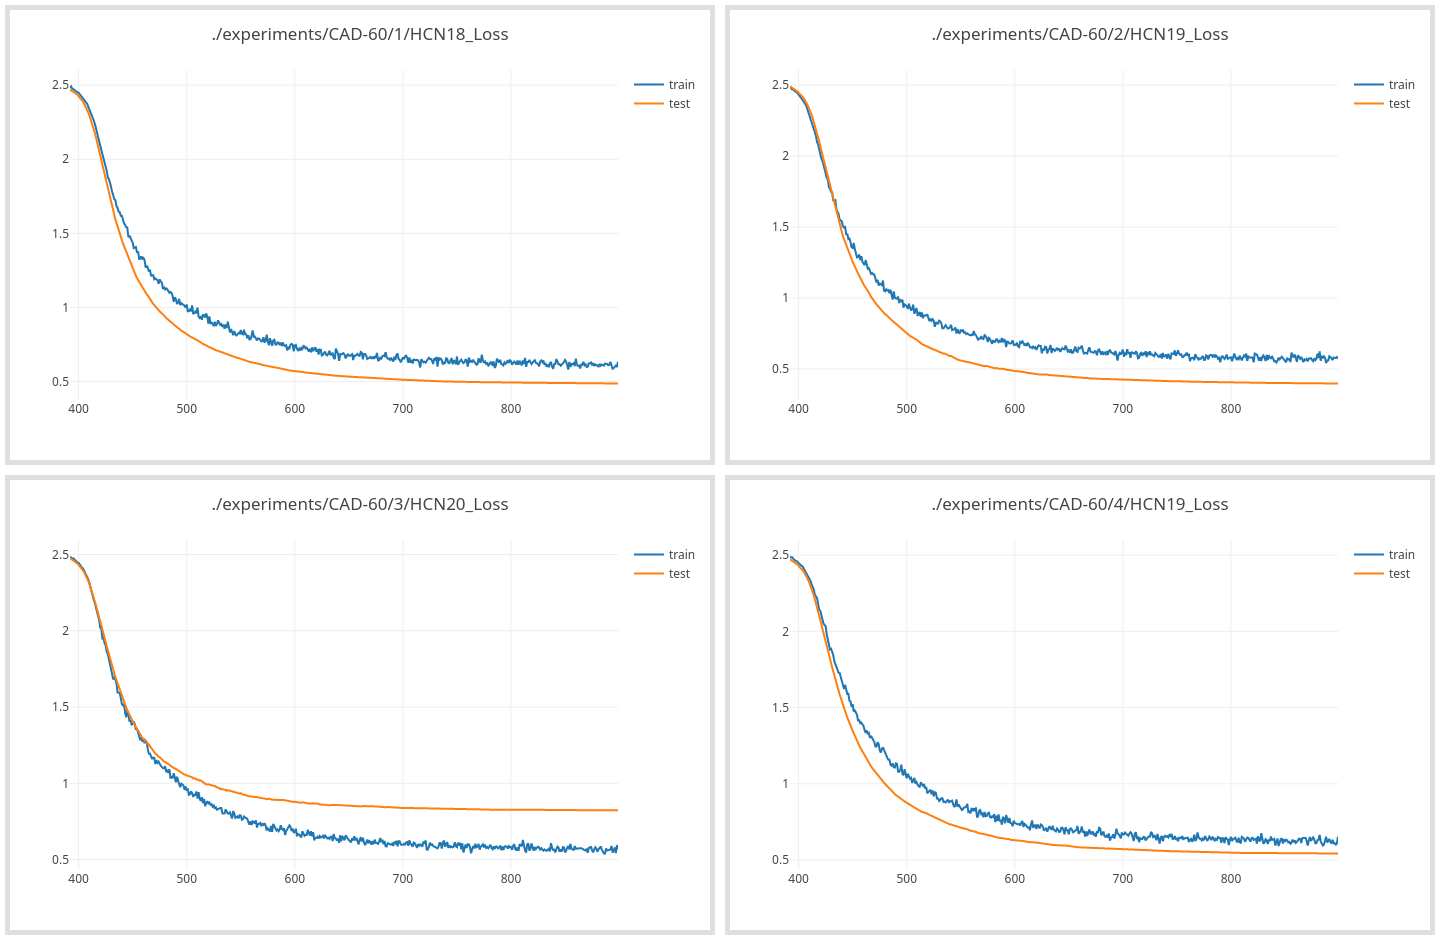 ./experiments/CAD-60/1/HCN18_Loss
train
test
2.5
2
1.5
1
0.5
400 500 600 700 800
./experiments/CAD-60/2/HCN19_Loss
train
test
2.5
2
1.5
1
0.5
400 500 600 700 800
./experiments/CAD-60/3/HCN20_Loss
train
test
2.5
2
1.5
1
0.5
400 500 600 700 800
./experiments/CAD-60/4/HCN19_Loss
train
test
2.5
2
1.5
1
0.5
400 500 600 700 800